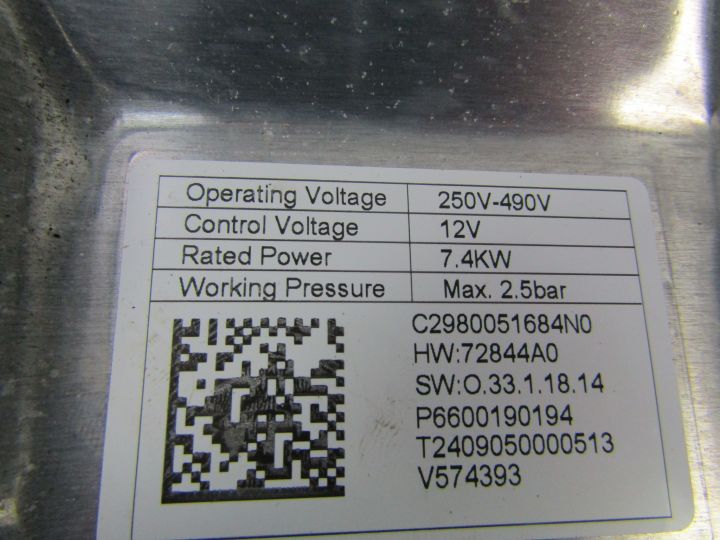 Operating Voltage 250V-490V
Control Voltage 12V
Rated Power 7.4KW
Working Pressure Max. 2.5bar
C2980051684N0
HW:72844A0
SW:O.33.1.18.14
P6600190194
T2409050000513
V574393